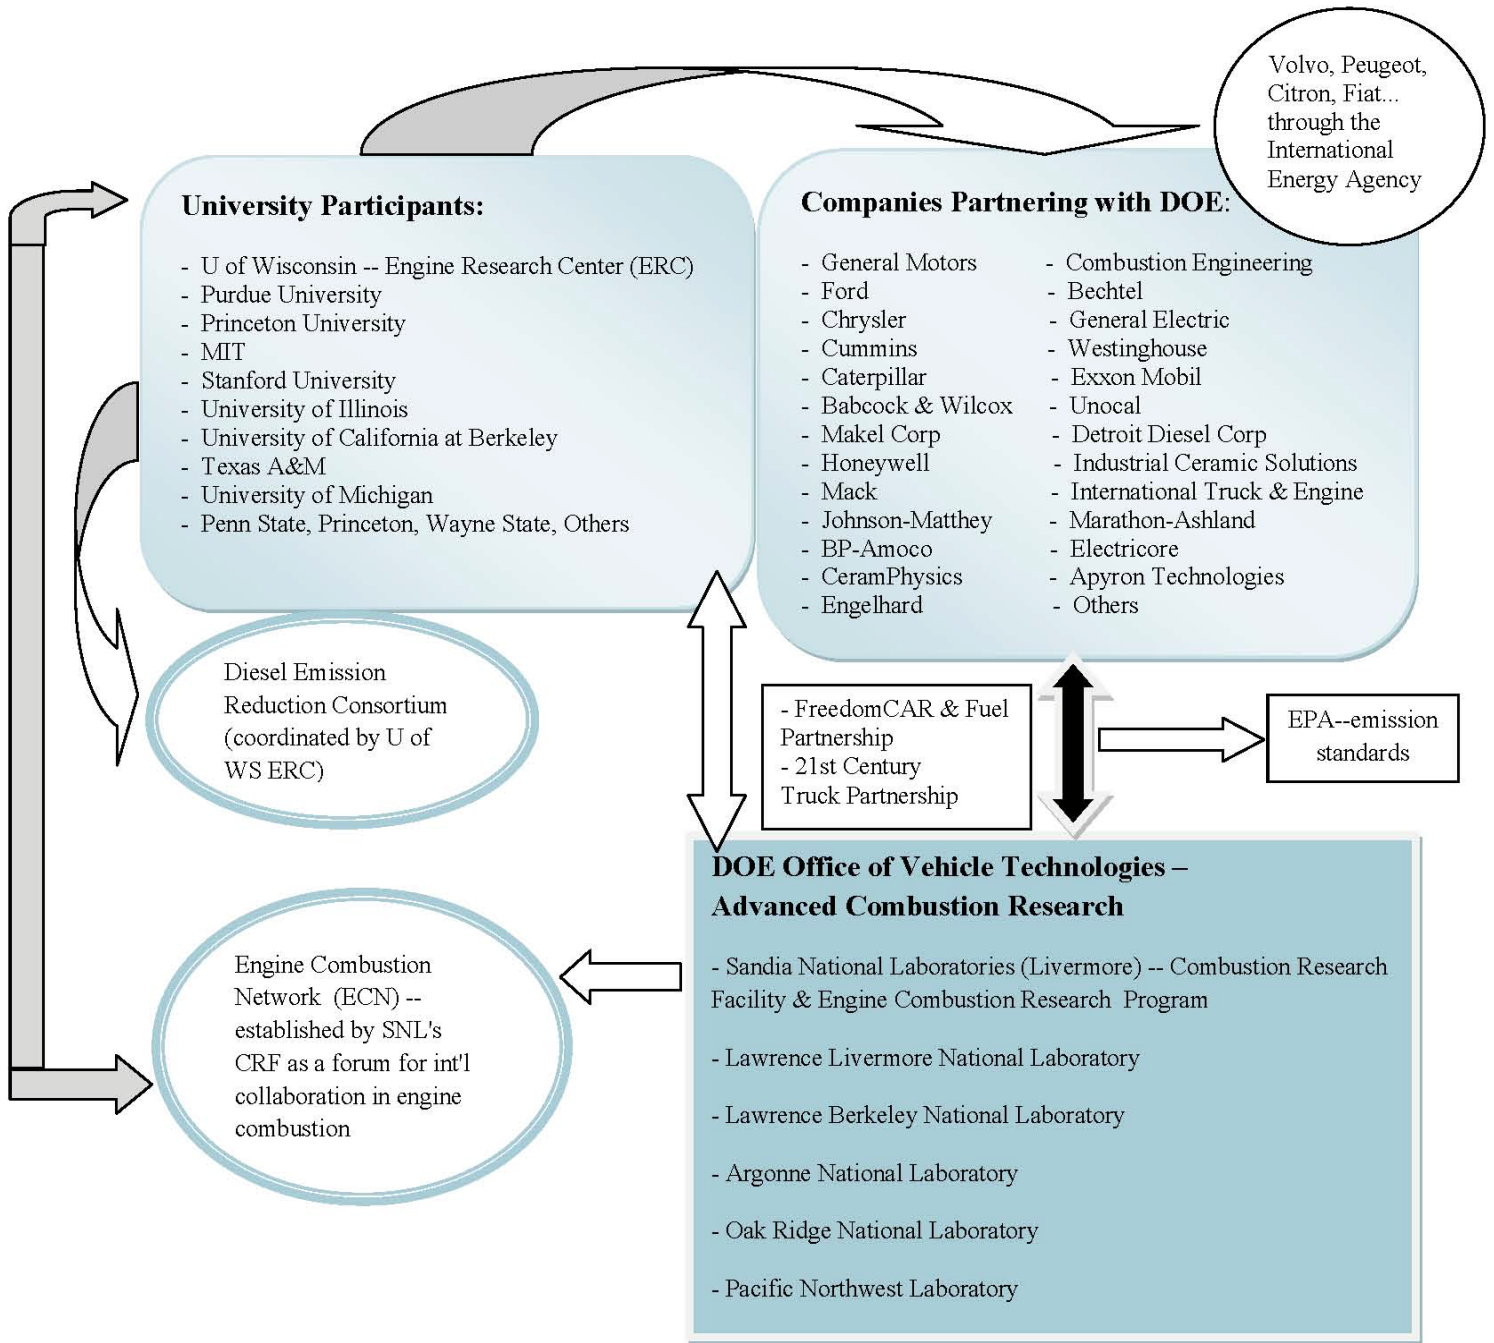 Volvo, Peugeot,
Citron, Fiat...
through the
International
Energy Agency
University Participants:
- U of Wisconsin -- Engine Research Center (ERC)
- Purdue University
- Princeton University
- MIT
- Stanford University
- University of Illinois
- University of California at Berkeley
- Texas A&M
- University of Michigan
- Penn State, Princeton, Wayne State, Others
Companies Partnering with DOE:
- General Motors
- Ford
- Chrysler
- Cummins
- Caterpillar
- Babcock & Wilcox
- Makel Corp
- Honeywell
- Mack
- Johnson-Matthey
- BP-Amoco
- CeramPhysics
- Engelhard
- Combustion Engineering
- Bechtel
- General Electric
- Westinghouse
- Exxon Mobil
- Unocal
- Detroit Diesel Corp
- Industrial Ceramic Solutions
- International Truck & Engine
- Marathon-Ashland
- Electricore
- Apyron Technologies
- Others
Diesel Emission
Reduction Consortium
(coordinated by U of
WS ERC)
- FreedomCAR & Fuel
Partnership
- 21st Century
Truck Partnership
EPA--emission
standards
Engine Combustion
Network (ECN) --
established by SNL's
CRF as a forum for int'l
collaboration in engine
combustion
DOE Office of Vehicle Technologies –
Advanced Combustion Research
- Sandia National Laboratories (Livermore) -- Combustion Research
Facility & Engine Combustion Research Program
- Lawrence Livermore National Laboratory
- Lawrence Berkeley National Laboratory
- Argonne National Laboratory
- Oak Ridge National Laboratory
- Pacific Northwest Laboratory